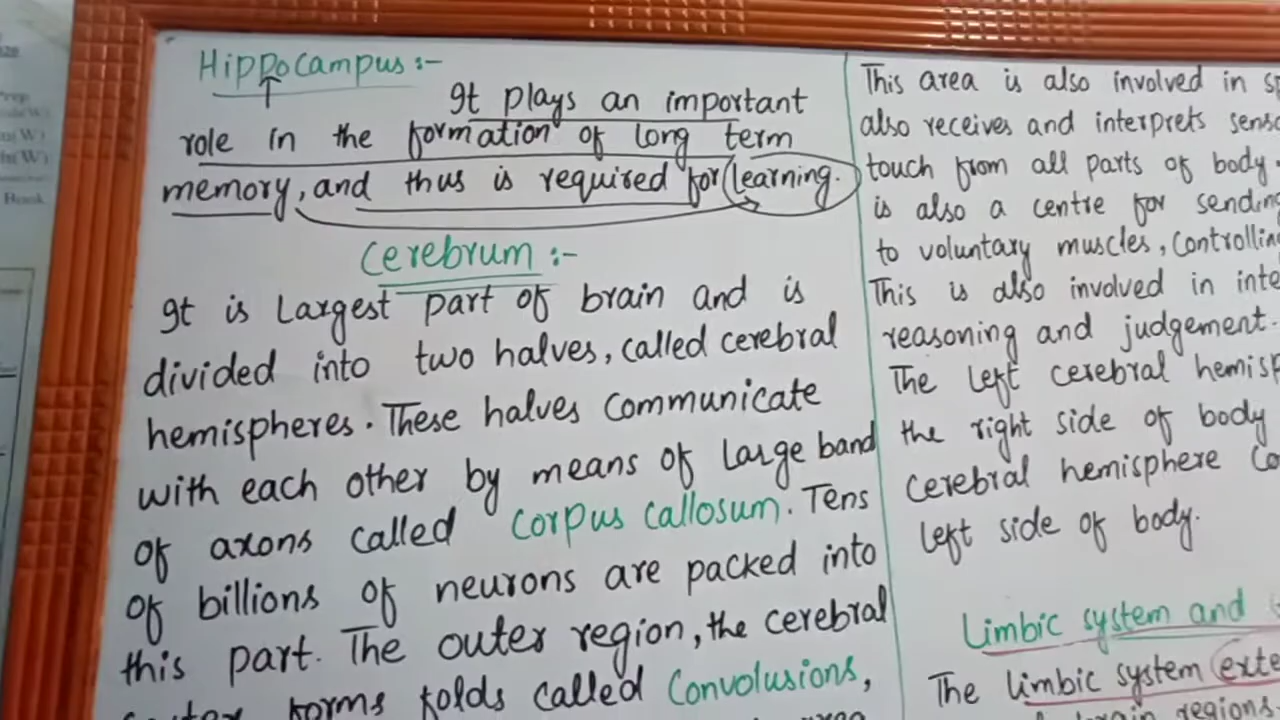 Hippocampus :-
It plays an important
role in the formation of long term
memory, and thus is required for learning.
Cerebrum :-
It is Largest part of brain and is
divided into two halves, called cerebral
hemispheres. These halves communicate
with each other by means of large band
of axons called corpus callosum. Tens
of billions of neurons are packed into
this part. The outer region, the cerebral
forms folds called Convolusions,
This area is also involved in
also receives and interprets
touch from all parts of body
is also a centre for
to voluntary muscles,
This is also involved in
reasoning and judgement.
The left cerebral
the right side of body
cerebral hemisphere
left side of body.
Limbic system and
The limbic system
brain regions.